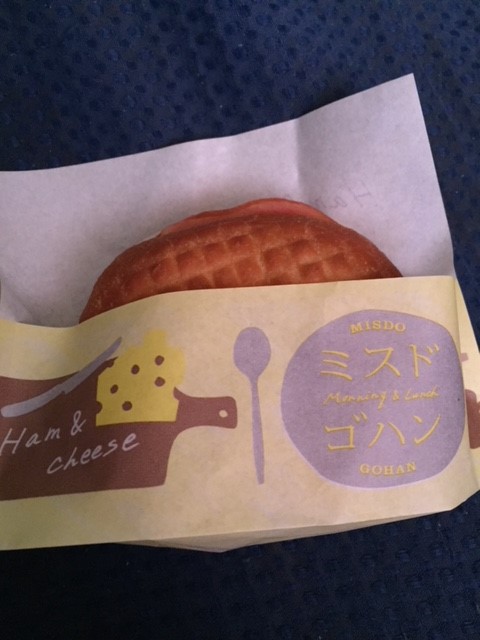 Ham &
cheese
MISDO
ミスド
Morning & Lunch
ゴハン
GOHAN